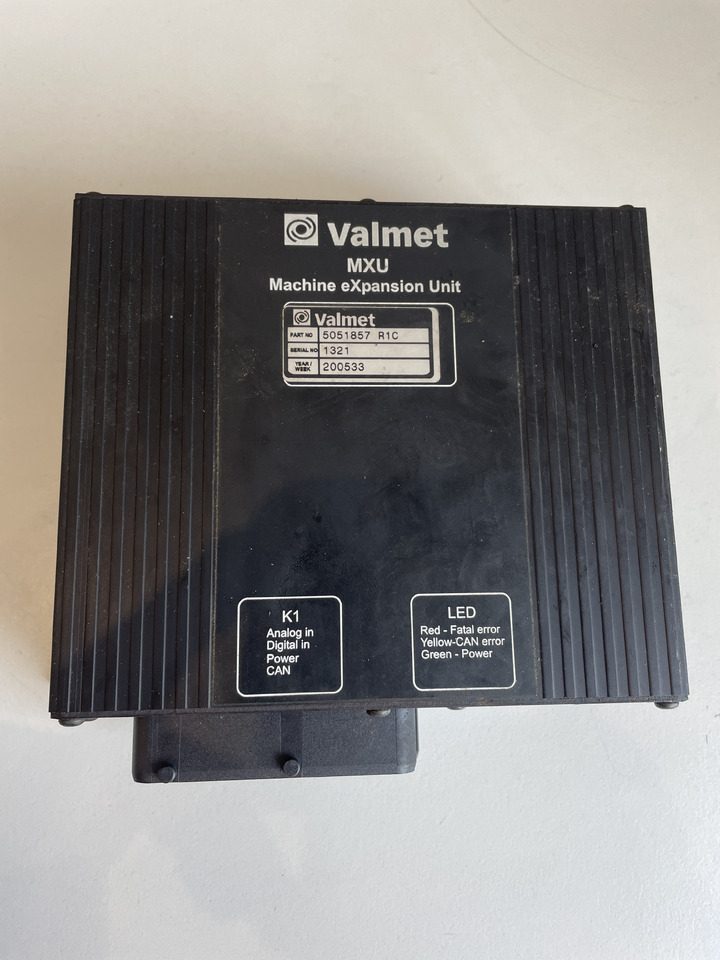 Valmet
MXU
Machine eXpansion Unit
Valmet
PART NO 5051857 R1C
SERIAL NO 1321
YEAR/ WEEK 200533
K1
Analog in
Digital in
Power
CAN
LED
Red - Fatal error
Yellow-CAN error
Green - Power